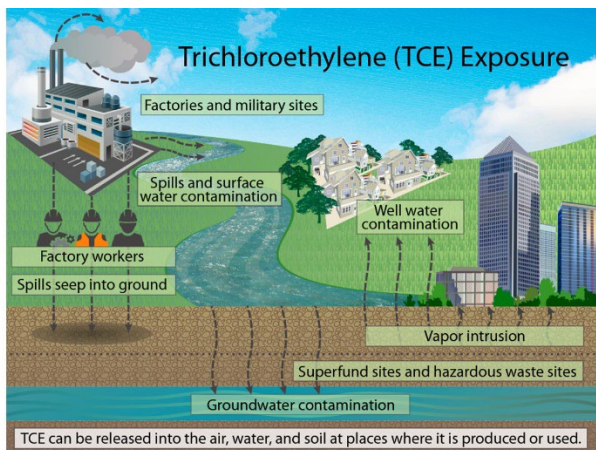 Trichloroethylene (TCE) Exposure
Factories and military sites
Spills and surface
water contamination
Well water
contamination
Factory workers
Spills seep into ground
Vapor intrusion
Superfund sites and hazardous waste sites
Groundwater contamination
TCE can be released into the air, water, and soil at places where it is produced or used.